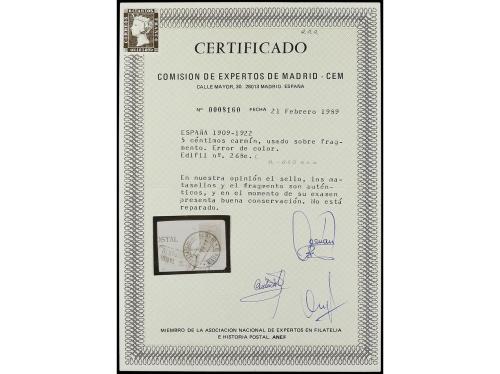 CERTIFICADO
COMISION DE EXPERTOS DE MADRID - CEM
CALLE MAYOR, 30. 28013 MADRID. ESPAÑA
Nº 0008160 FECHA 21 Febrero 1989
ESPAÑA 1909-1922
5 céntimos carmín, usado sobre frag-
mento. Error de color.
Edifil nº. 268e.
En nuestra opinión el sello, los ma-
tasellos y el fragmento son autén-
ticos, y en el momento de su examen
presenta buena conservación. No está
reparado.
POSTAL
MIEMBRO DE LA ASOCIACION NACIONAL DE EXPERTOS EN FILATELIA
E HISTORIA POSTAL. ANEF